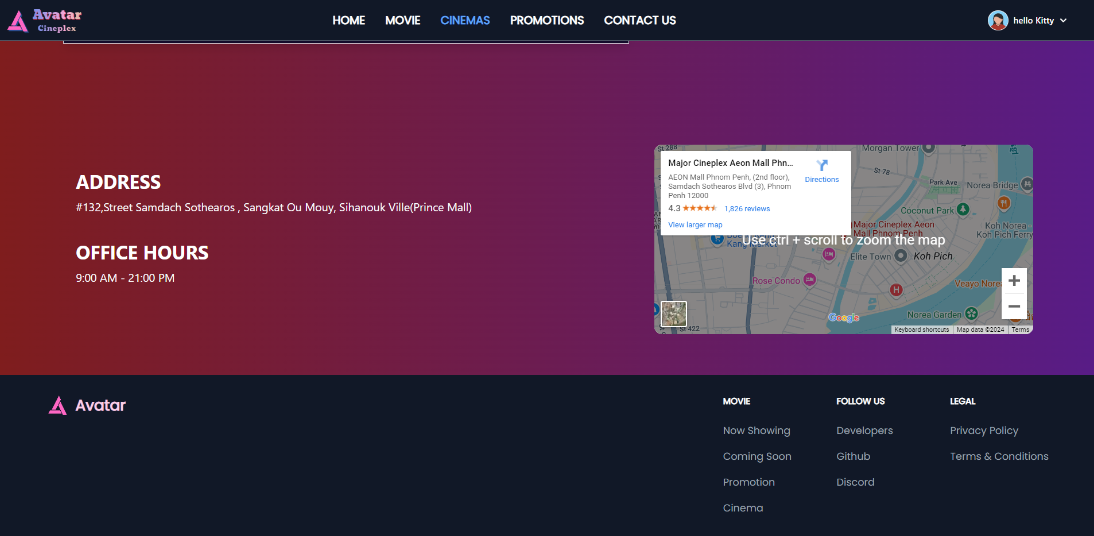 Avatar
Cineplex
HOME
MOVIE
CINEMAS
PROMOTIONS
CONTACT US
hello Kitty
ADDRESS
#132,Street Samdach Sothearos , Sangkat Ou Mouy, Sihanouk Ville(Prince Mall)
OFFICE HOURS
9:00 AM - 21:00 PM
Major Cineplex Aeon Mall Phn...
AEON Mall Phnom Penh, (2nd floor),
Samdach Sothearos Blvd (3), Phnom
Penh 12000
4.3
1,826 reviews
View larger map
Directions
Morgan Tower
St 78
Park Ave
Norea Bridge
Coconut Park
Koh Norea
Koh Pich Ferry
Major Cineplex Aeon
Mall Phnom Penh
Use ctrl + scroll to zoom the map
Elite Town
Koh Pich
Rose Condo
H
Norea Garden
St 422
Google
Keyboard shortcuts
Map data ©2024
Terms
Avatar
MOVIE
Now Showing
Coming Soon
Promotion
Cinema
FOLLOW US
Developers
Github
Discord
LEGAL
Privacy Policy
Terms & Conditions